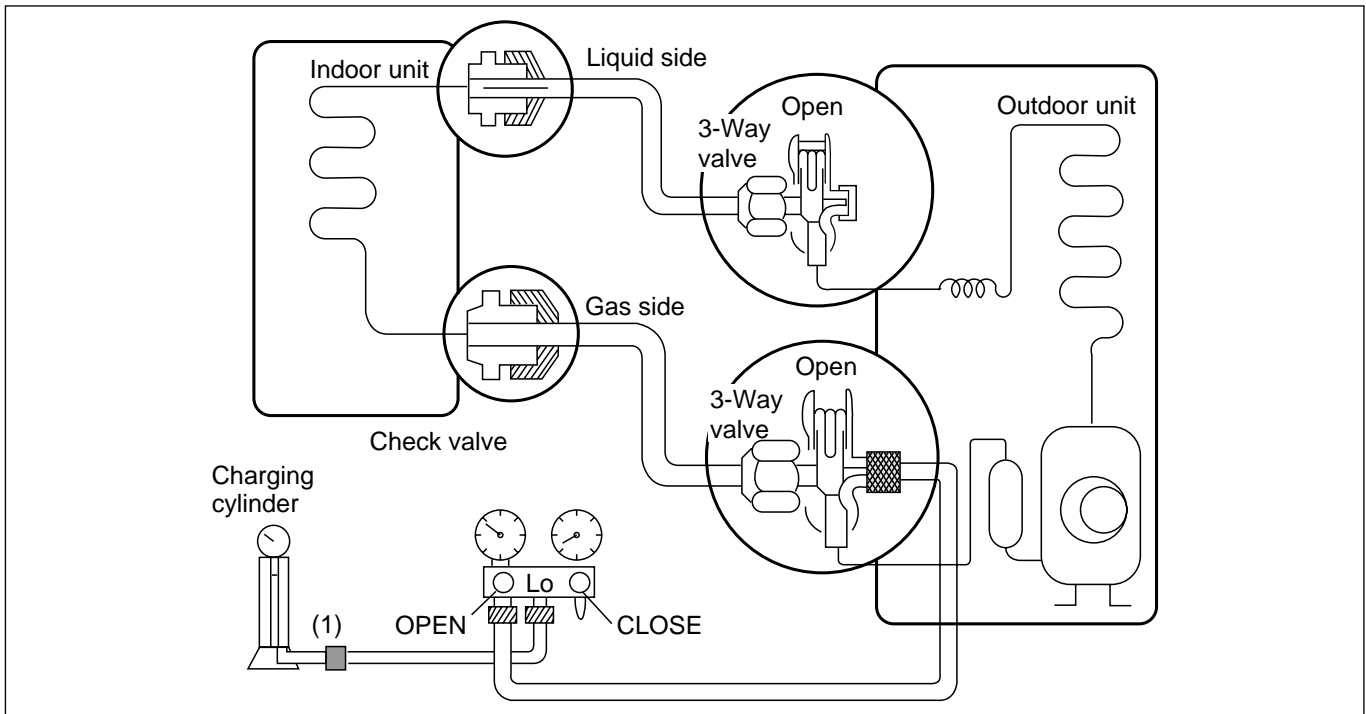 Indoor unit
Liquid side
Open
3-Way
valve
Outdoor unit
Gas side
Open
3-Way
valve
Check valve
Charging
cylinder
Lo
(1)
OPEN
CLOSE